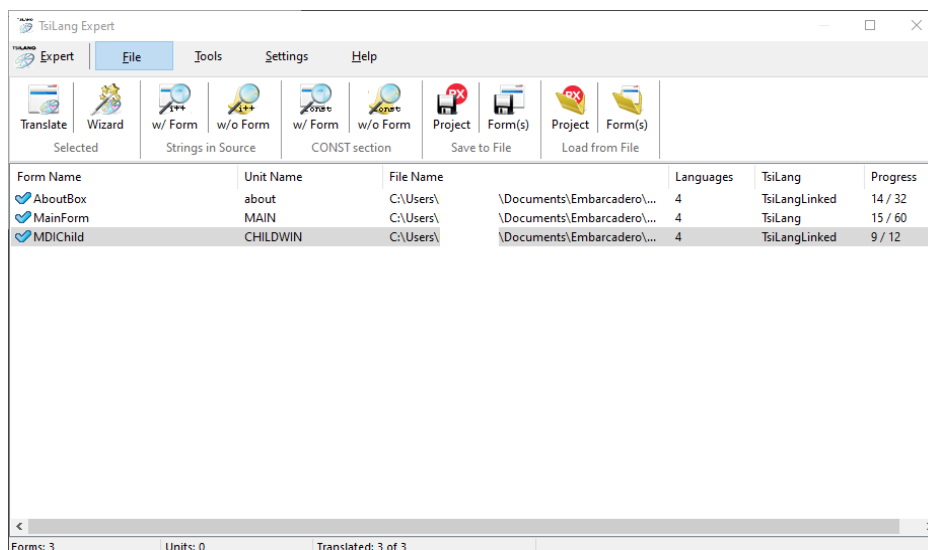 TsiLang Expert
Expert File Tools Settings Help
Translate Wizard w/ Form w/o Form w/ Form w/o Form Project Form(s) Project Form(s)
Selected Strings in Source CONST section Save to File Load from File
Form Name Unit Name File Name Languages TsiLang Progress
AboutBox about C:\Users\ \Documents\Embarcadero\... 4 TsiLangLinked 14 / 32
MainForm MAIN C:\Users\ \Documents\Embarcadero\... 4 TsiLang 15 / 60
MDIChild CHILDWIN C:\Users\ \Documents\Embarcadero\... 4 TsiLangLinked 9 / 12
Forms: 3 Units: 0 Translated: 3 of 3